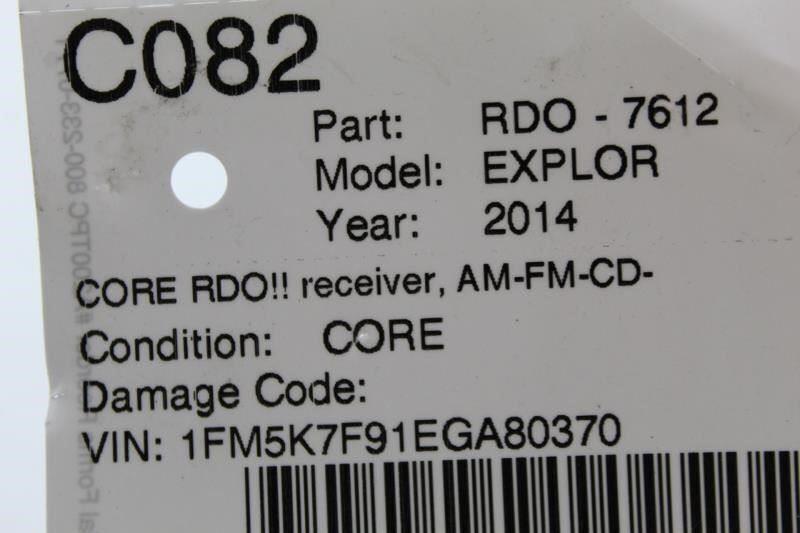 C082
Part: RDO - 7612
Model: EXPLOR
Year: 2014
CORE RDO!! receiver, AM-FM-CD-
Condition: CORE
Damage Code:
VIN: 1FM5K7F91EGA80370